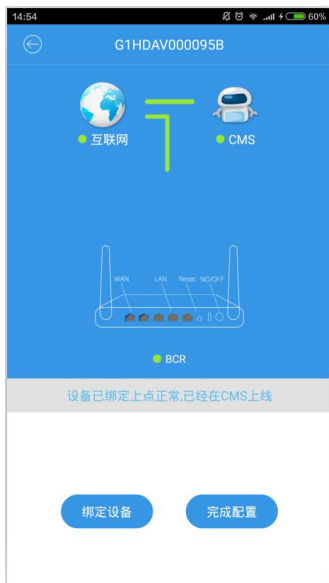 14:54
60%
G1HDAV000095B
互联网
CMS
WAN
LAN
Reset
NO/OFF
BCR
设备已绑定上点正常,已经在CMS上线
绑定设备
完成配置